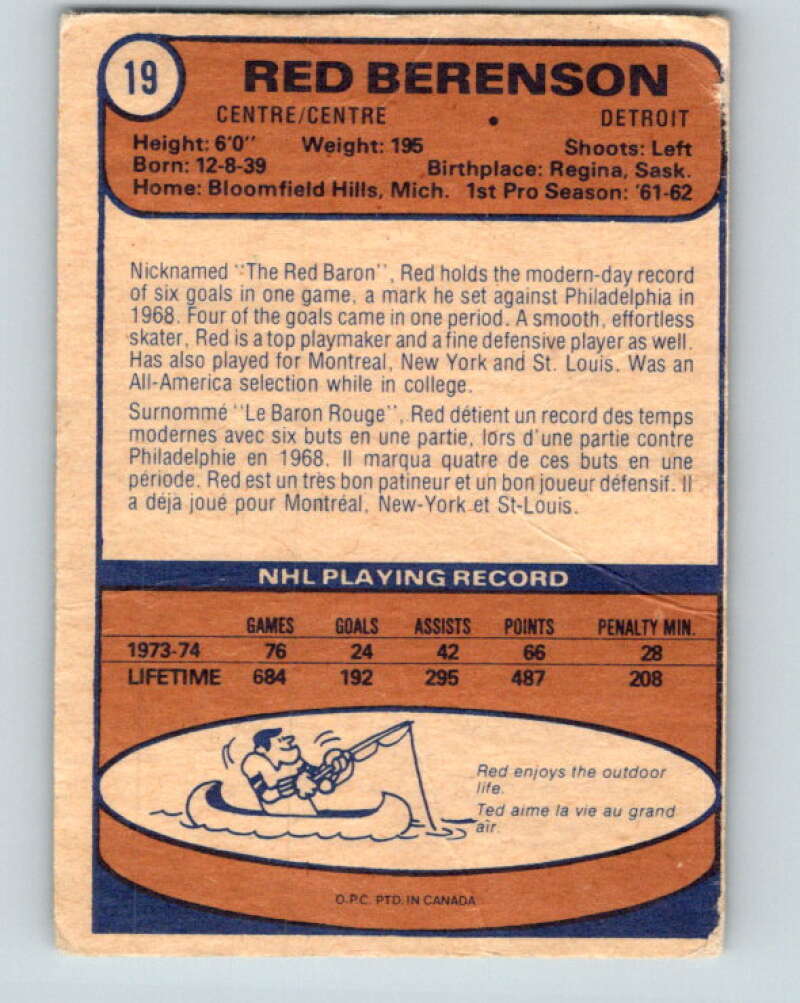 19
RED BERENSON
CENTRE/CENTRE • DETROIT
Height: 6'0" Weight: 195 Shoots: Left
Born: 12-8-39 Birthplace: Regina, Sask.
Home: Bloomfield Hills, Mich. 1st Pro Season: '61-62
Nicknamed "The Red Baron", Red holds the modern-day record
of six goals in one game, a mark he set against Philadelphia in
1968. Four of the goals came in one period. A smooth, effortless
skater, Red is a top playmaker and a fine defensive player as well.
Has also played for Montreal, New York and St. Louis. Was an
All-America selection while in college.
Surnommé "Le Baron Rouge", Red détient un record des temps
modernes avec six buts en une partie, lors d'une partie contre
Philadelphie en 1968. Il marqua quatre de ces buts en une
période. Red est un très bon patineur et un bon joueur défensif. Il
a déja joué pour Montréal, New-York et St-Louis.
NHL PLAYING RECORD
GAMES GOALS ASSISTS POINTS PENALTY MIN.
1973-74 76 24 42 66 28
LIFETIME 684 192 295 487 208
Red enjoys the outdoor
life.
Ted aime la vie au grand
air.
O.P.C. PTD. IN CANADA